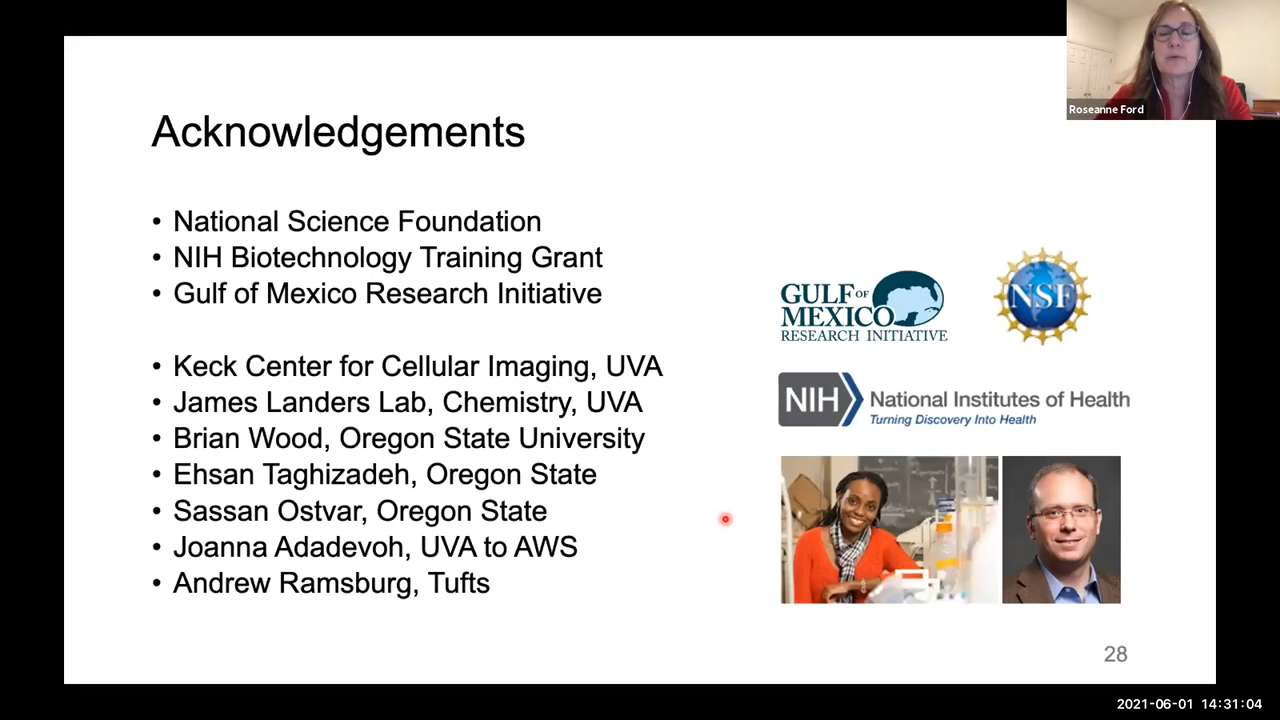 Roseanne Ford
Acknowledgements
• National Science Foundation
• NIH Biotechnology Training Grant
• Gulf of Mexico Research Initiative
• Keck Center for Cellular Imaging, UVA
• James Landers Lab, Chemistry, UVA
• Brian Wood, Oregon State University
• Ehsan Taghizadeh, Oregon State
• Sassan Ostvar, Oregon State
• Joanna Adadevoh, UVA to AWS
• Andrew Ramsburg, Tufts
GULF OF
MEXICO
RESEARCH INITIATIVE
NSF
NIH
National Institutes of Health
Turning Discovery Into Health
28
2021-06-01 14:31:04